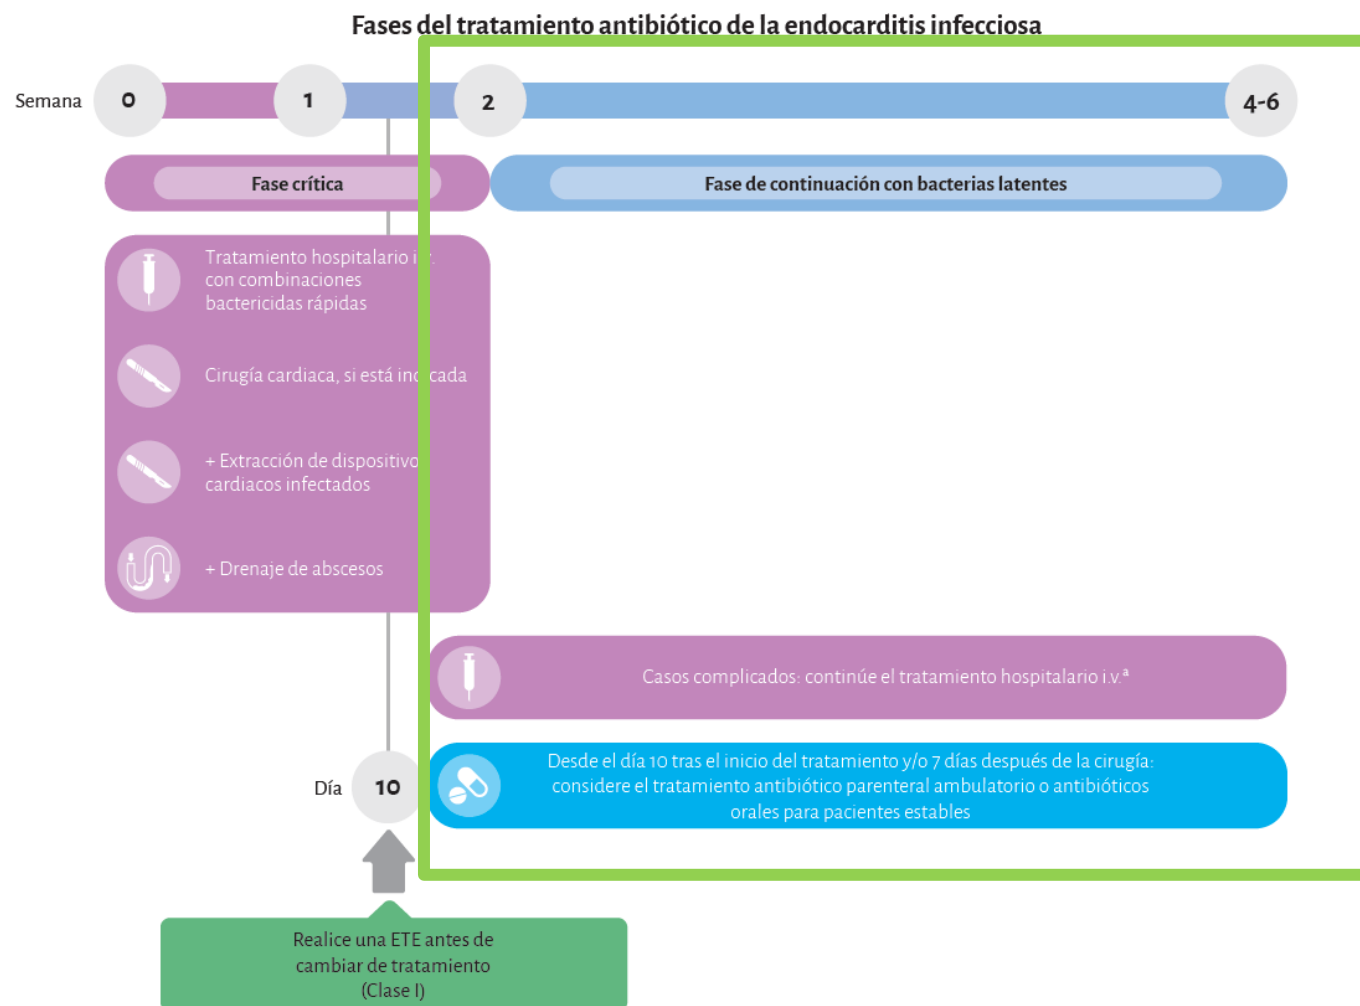 Fases del tratamiento antibiótico de la endocarditis infecciosa
Semana 0 1 2 4-6
Fase crítica
Fase de continuación con bacterias latentes
Tratamiento hospitalario i.v.
con combinaciones
bactericidas rápidas
Cirugía cardiaca, si está indicada
+ Extracción de dispositivo
cardiacos infectados
+ Drenaje de abscesos
Casos complicados: continúe el tratamiento hospitalario i.v.ª
Desde el día 10 tras el inicio del tratamiento y/o 7 días después de la cirugía:
considere el tratamiento antibiótico parenteral ambulatorio o antibióticos
orales para pacientes estables
Día 10
Realice una ETE antes de
cambiar de tratamiento
(Clase I)